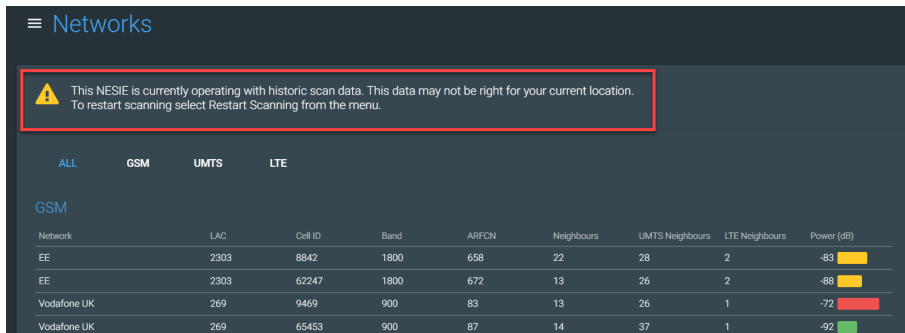 Networks
This NESIE is currently operating with historic scan data. This data may not be right for your current location.
To restart scanning select Restart Scanning from the menu.
ALL GSM UMTS LTE
GSM
Network LAC Cell ID Band ARFCN Neighbours UMTS Neighbours LTE Neighbours Power (dB)
EE 2303 8842 1800 658 22 28 2 -83
EE 2303 62247 1800 672 13 26 2 -88
Vodafone UK 269 9469 900 83 13 26 1 -72
Vodafone UK 269 65453 900 87 14 37 1 -92